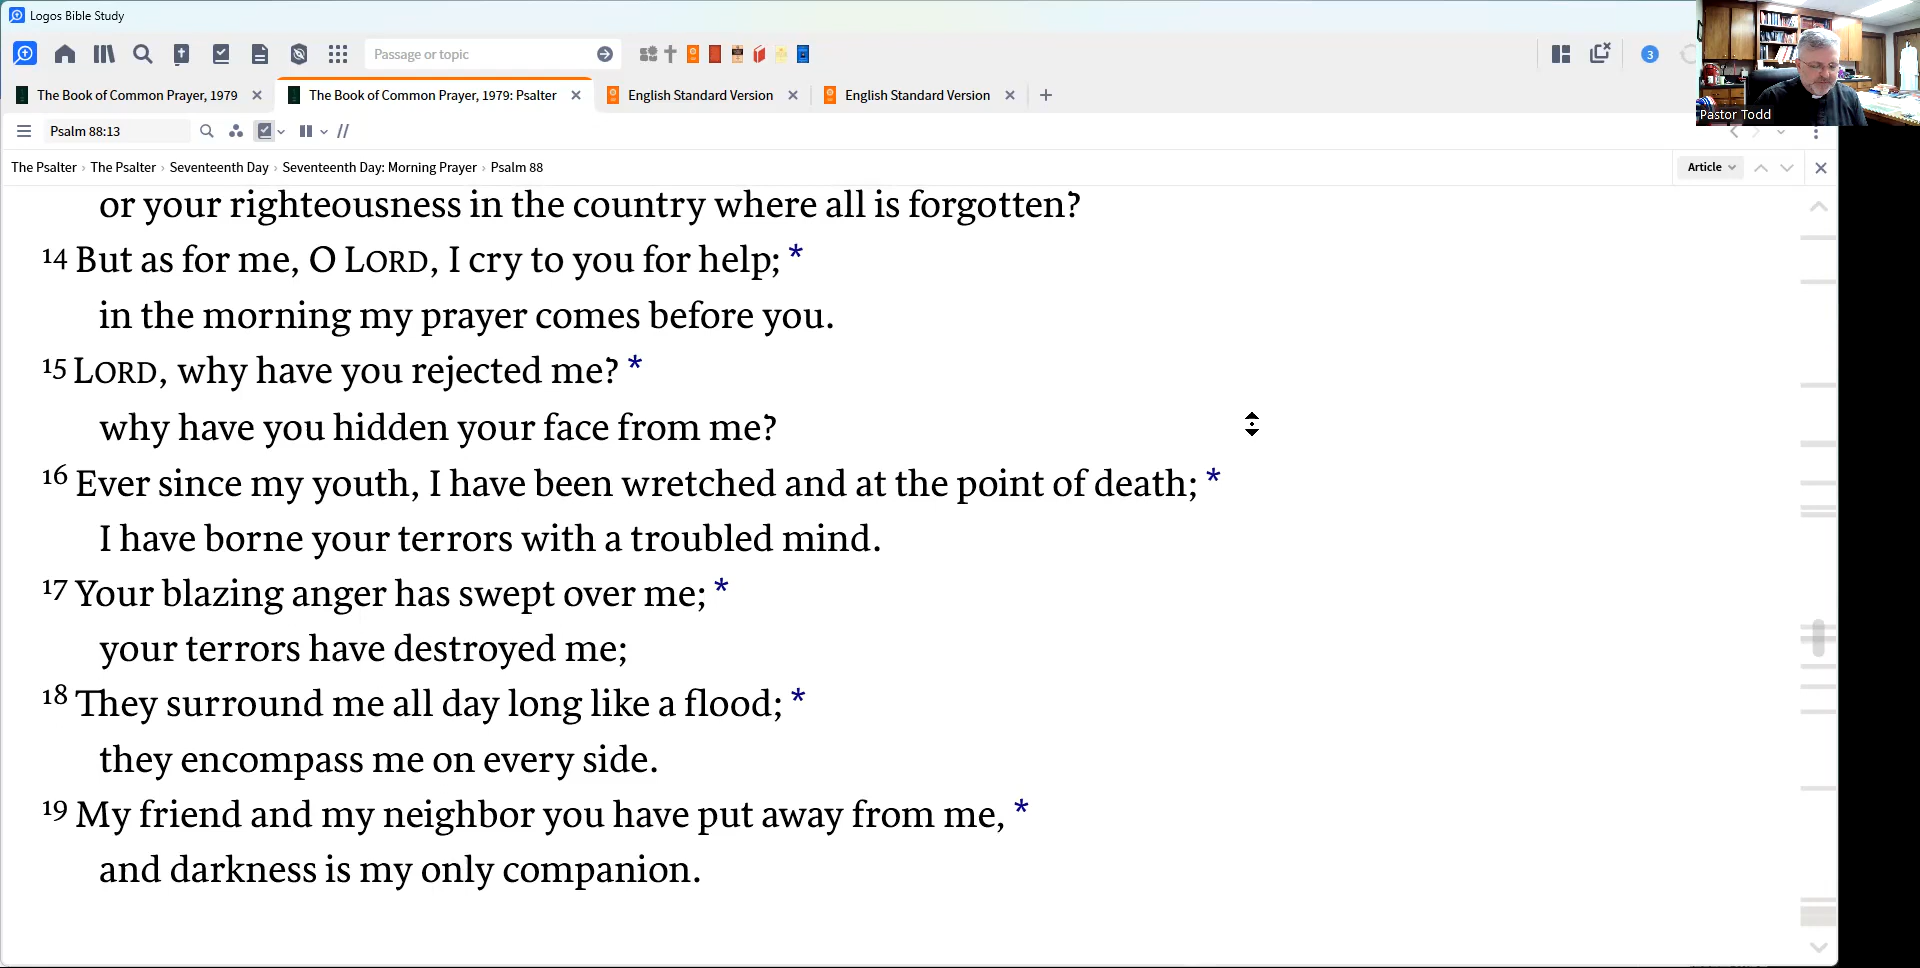 Logos Bible Study
Passage or topic
3
The Book of Common Prayer, 1979
The Book of Common Prayer, 1979: Psalter
English Standard Version
English Standard Version
Pastor Todd
Psalm 88:13
The Psalter › The Psalter › Seventeenth Day › Seventeenth Day: Morning Prayer › Psalm 88
Article
or your righteousness in the country where all is forgotten?
14 But as for me, O LORD, I cry to you for help; *
in the morning my prayer comes before you.
15 LORD, why have you rejected me? *
why have you hidden your face from me?
16 Ever since my youth, I have been wretched and at the point of death; *
I have borne your terrors with a troubled mind.
17 Your blazing anger has swept over me; *
your terrors have destroyed me;
18 They surround me all day long like a flood; *
they encompass me on every side.
19 My friend and my neighbor you have put away from me, *
and darkness is my only companion.